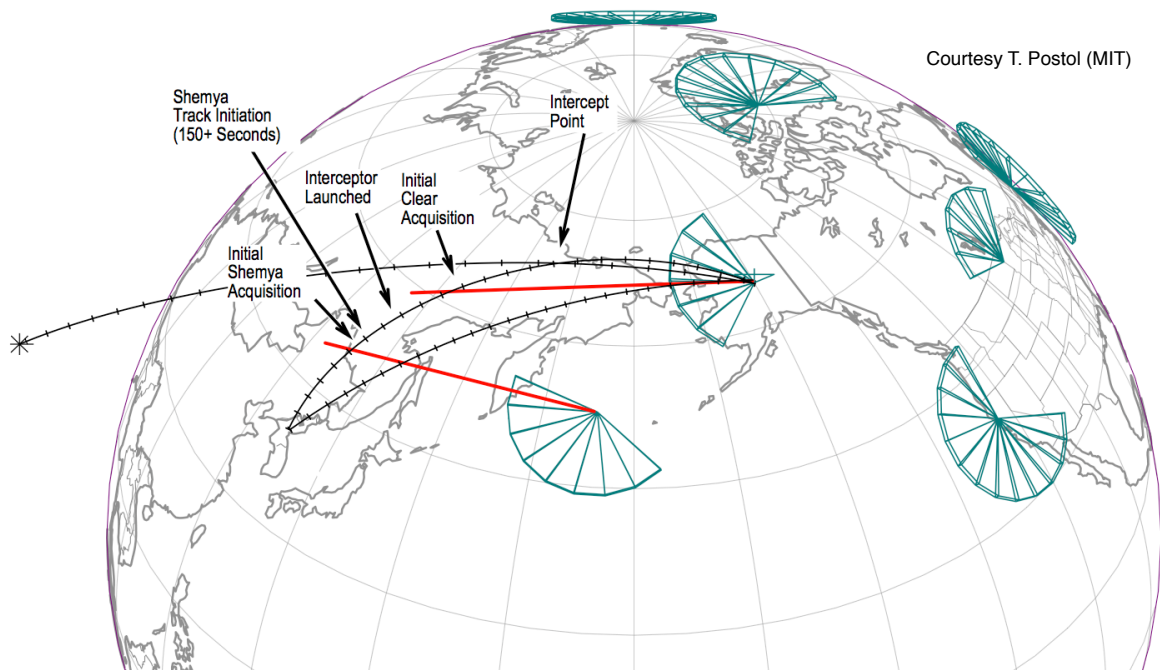 Courtesy T. Postol (MIT)
Shemya
Track Initiation
(150+ Seconds)
Intercept
Point
Interceptor
Launched
Initial
Clear
Acquisition
Initial
Shemya
Acquisition